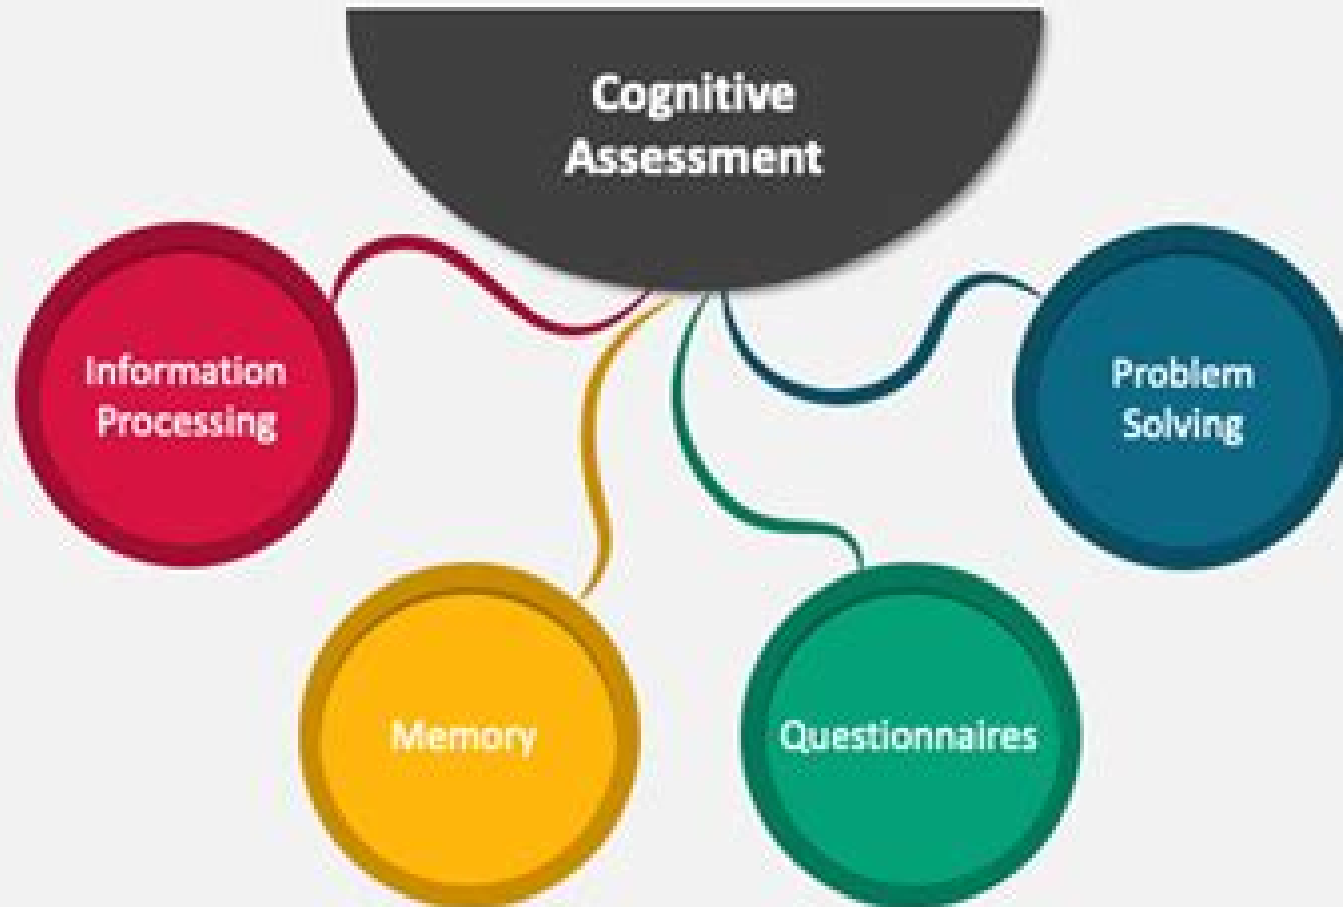 Cognitive
Assessment
Information
Processing
Problem
Solving
Memory
Questionnaires